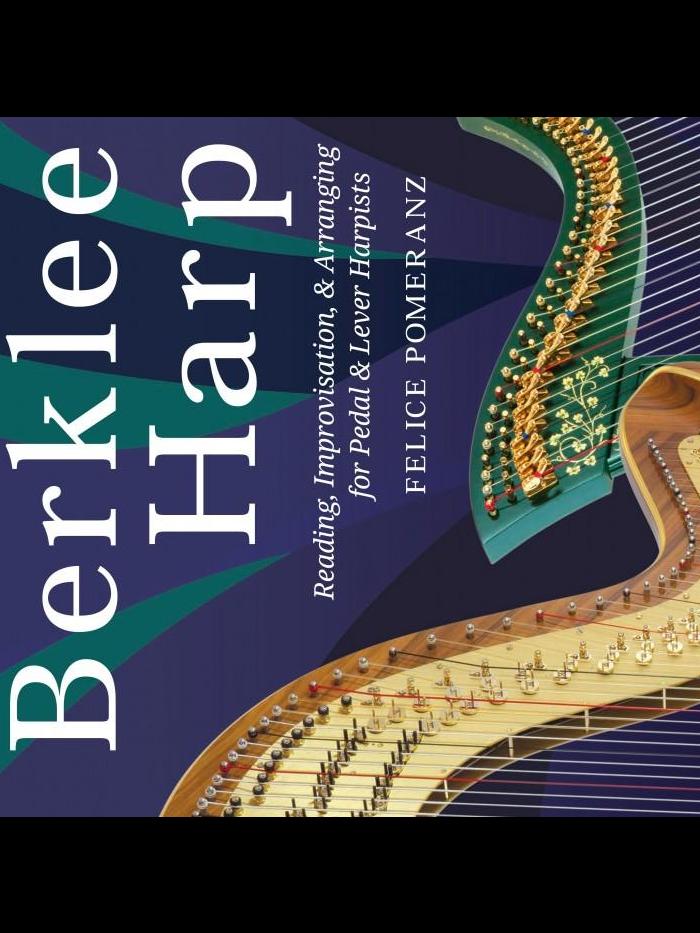 Berklee
Harp
Reading, Improvisation, & Arranging
for Pedal & Lever Harpists
FELICE POMERANZ